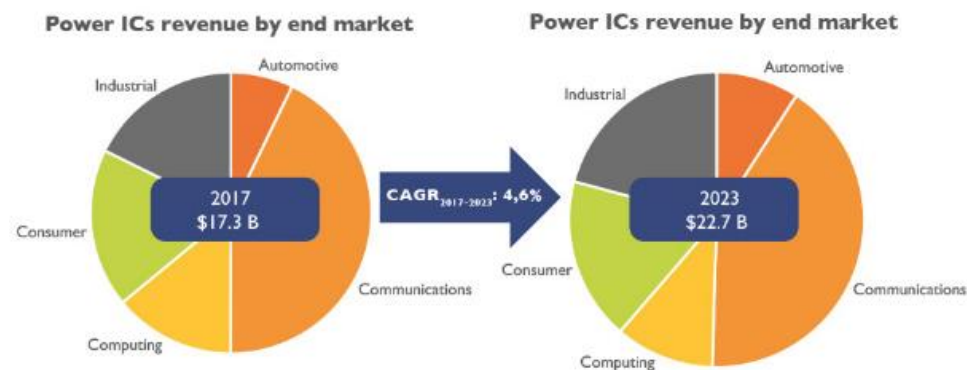 Power ICs revenue by end market
Automotive
Industrial
2017
$17.3 B
Consumer
Communications
Computing
CAGR2017-2023: 4,6%
Power ICs revenue by end market
Automotive
Industrial
2023
$22.7 B
Consumer
Communications
Computing